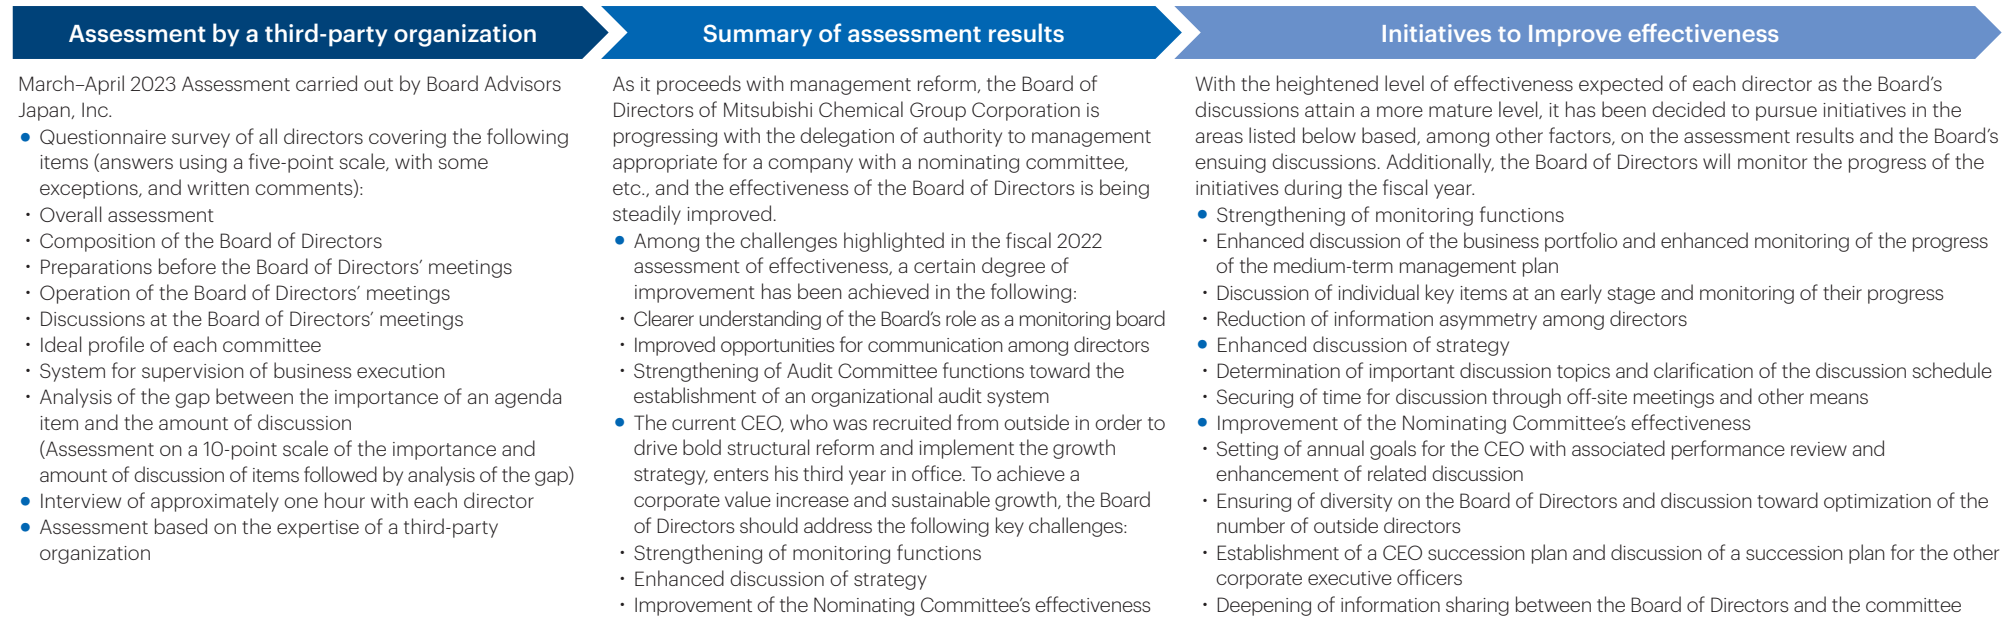 Assessment by a third-party organization
March–April 2023 Assessment carried out by Board Advisors
Japan, Inc.
● Questionnaire survey of all directors covering the following
items (answers using a five-point scale, with some
exceptions, and written comments):
・Overall assessment
・Composition of the Board of Directors
・Preparations before the Board of Directors’ meetings
・Operation of the Board of Directors’ meetings
・Discussions at the Board of Directors’ meetings
・Ideal profile of each committee
・System for supervision of business execution
・Analysis of the gap between the importance of an agenda
item and the amount of discussion
(Assessment on a 10-point scale of the importance and
amount of discussion of items followed by analysis of the gap)
● Interview of approximately one hour with each director
● Assessment based on the expertise of a third-party
organization
Summary of assessment results
As it proceeds with management reform, the Board of
Directors of Mitsubishi Chemical Group Corporation is
progressing with the delegation of authority to management
appropriate for a company with a nominating committee,
etc., and the effectiveness of the Board of Directors is being
steadily improved.
● Among the challenges highlighted in the fiscal 2022
assessment of effectiveness, a certain degree of
improvement has been achieved in the following:
・Clearer understanding of the Board’s role as a monitoring board
・Improved opportunities for communication among directors
・Strengthening of Audit Committee functions toward the
establishment of an organizational audit system
● The current CEO, who was recruited from outside in order to
drive bold structural reform and implement the growth
strategy, enters his third year in office. To achieve a
corporate value increase and sustainable growth, the Board
of Directors should address the following key challenges:
・Strengthening of monitoring functions
・Enhanced discussion of strategy
・Improvement of the Nominating Committee’s effectiveness
Initiatives to Improve effectiveness
With the heightened level of effectiveness expected of each director as the Board’s
discussions attain a more mature level, it has been decided to pursue initiatives in the
areas listed below based, among other factors, on the assessment results and the Board’s
ensuing discussions. Additionally, the Board of Directors will monitor the progress of the
initiatives during the fiscal year.
● Strengthening of monitoring functions
・Enhanced discussion of the business portfolio and enhanced monitoring of the progress
of the medium-term management plan
・Discussion of individual key items at an early stage and monitoring of their progress
・Reduction of information asymmetry among directors
● Enhanced discussion of strategy
・Determination of important discussion topics and clarification of the discussion schedule
・Securing of time for discussion through off-site meetings and other means
● Improvement of the Nominating Committee’s effectiveness
・Setting of annual goals for the CEO with associated performance review and
enhancement of related discussion
・Ensuring of diversity on the Board of Directors and discussion toward optimization of the
number of outside directors
・Establishment of a CEO succession plan and discussion of a succession plan for the other
corporate executive officers
・Deepening of information sharing between the Board of Directors and the committee